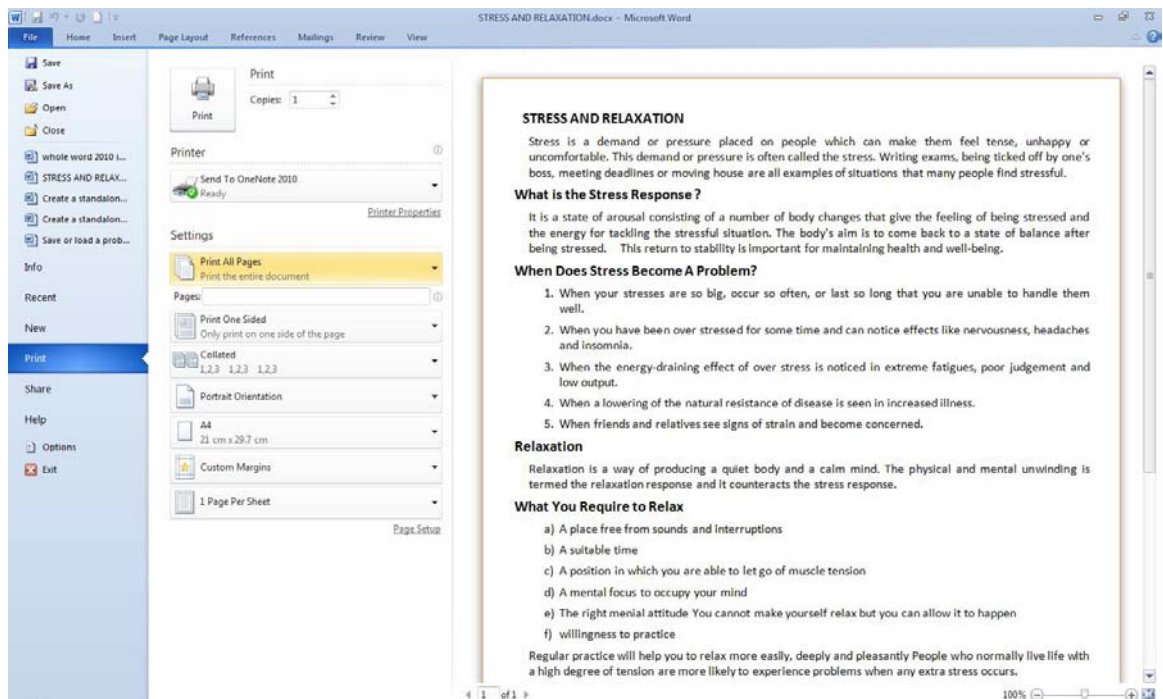 STRESS AND RELAXATION.docx - Microsoft Word
File Home Insert Page Layout References Mailings Review View
Save
Save As
Open
Close
whole word 2010 i...
STRESS AND RELAX...
Create a standalon...
Create a standalon...
Save or load a prob...
Info
Recent
New
Print
Share
Help
Options
Exit
Print
Print
Copies: 1
Printer
Send To OneNote 2010
Ready
Printer Properties
Settings
Print All Pages
Print the entire document
Pages:
Print One Sided
Only print on one side of the page
Collated
1,2,3 1,2,3 1,2,3
Portrait Orientation
A4
21 cm x 29.7 cm
Custom Margins
1 Page Per Sheet
Page Setup
STRESS AND RELAXATION
Stress is a demand or pressure placed on people which can make them feel tense, unhappy or
uncomfortable. This demand or pressure is often called the stress. Writing exams, being ticked off by one's
boss, meeting deadlines or moving house are all examples of situations that many people find stressful.
What is the Stress Response ?
It is a state of arousal consisting of a number of body changes that give the feeling of being stressed and
the energy for tackling the stressful situation. The body's aim is to come back to a state of balance after
being stressed. This return to stability is important for maintaining health and well-being.
When Does Stress Become A Problem?
1. When your stresses are so big, occur so often, or last so long that you are unable to handle them
well.
2. When you have been over stressed for some time and can notice effects like nervousness, headaches
and insomnia.
3. When the energy-draining effect of over stress is noticed in extreme fatigues, poor judgement and
low output.
4. When a lowering of the natural resistance of disease is seen in increased illness.
5. When friends and relatives see signs of strain and become concerned.
Relaxation
Relaxation is a way of producing a quiet body and a calm mind. The physical and mental unwinding is
termed the relaxation response and it counteracts the stress response.
What You Require to Relax
a) A place free from sounds and interruptions
b) A suitable time
c) A position in which you are able to let go of muscle tension
d) A mental focus to occupy your mind
e) The right menial attitude You cannot make yourself relax but you can allow it to happen
f) willingness to practice
Regular practice will help you to relax more easily, deeply and pleasantly People who normally live life with
a high degree of tension are more likely to experience problems when any extra stress occurs.
1 of 1
100%